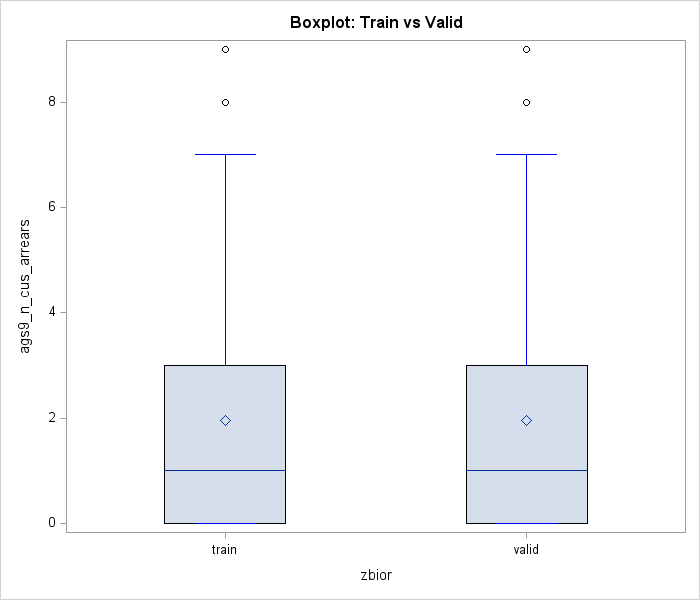 Boxplot: Train vs Valid
8
6
4
2
0
ags9_n_cus_arrears
train
valid
zbior